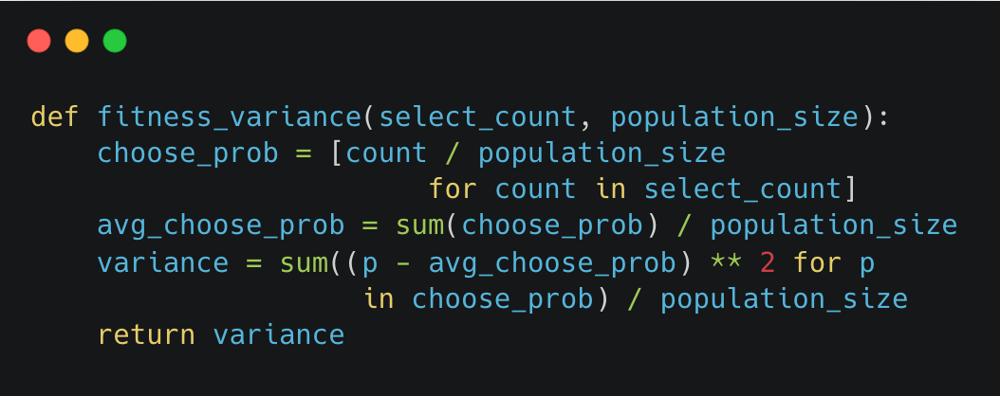 def fitness_variance(select_count, population_size):
    choose_prob = [count / population_size
                        for count in select_count]
    avg_choose_prob = sum(choose_prob) / population_size
    variance = sum((p - avg_choose_prob) ** 2 for p
                    in choose_prob) / population_size
    return variance